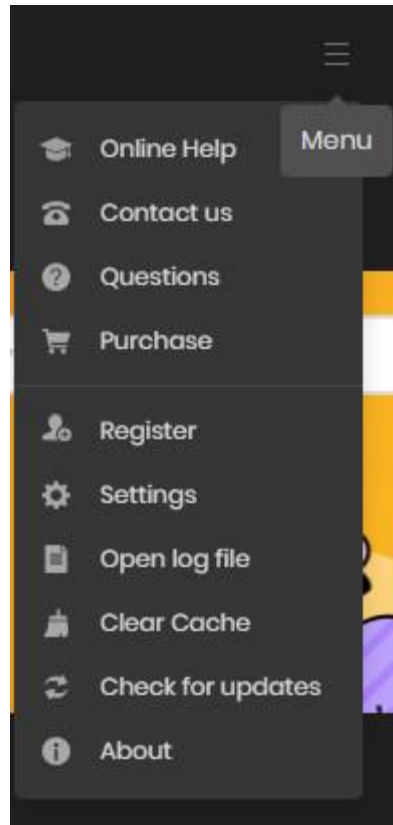 Menu
Online Help
Contact us
Questions
Purchase
Register
Settings
Open log file
Clear Cache
Check for updates
About